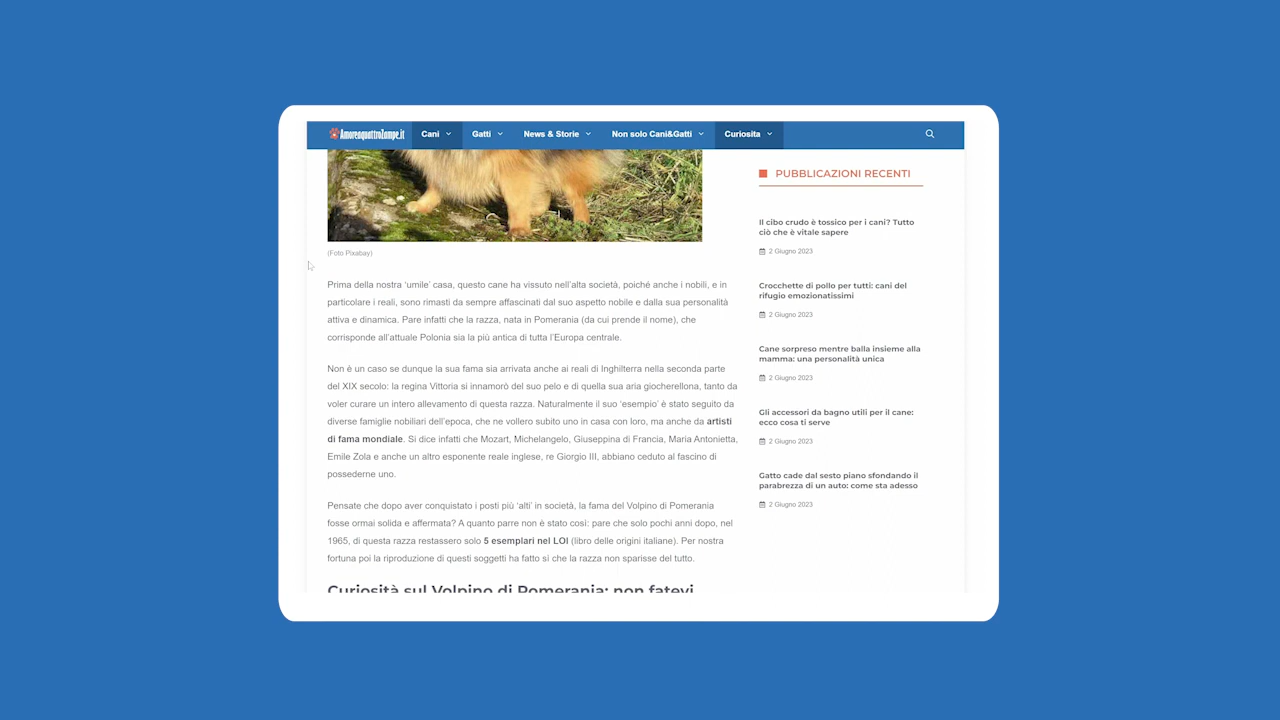 Amoreaquattrozampe.it Cani Gatti News & Storie Non solo Cani&Gatti Curiosita
(Foto Pixabay)
Prima della nostra ‘umile’ casa, questo cane ha vissuto nell’alta società, poiché anche i nobili, e in
particolare i reali, sono rimasti da sempre affascinati dal suo aspetto nobile e dalla sua personalità
attiva e dinamica. Pare infatti che la razza, nata in Pomerania (da cui prende il nome), che
corrisponde all’attuale Polonia sia la più antica di tutta l’Europa centrale.
Non è un caso se dunque la sua fama sia arrivata anche ai reali di Inghilterra nella seconda parte
del XIX secolo: la regina Vittoria si innamorò del suo pelo e di quella sua aria giocherellona, tanto da
voler curare un intero allevamento di questa razza. Naturalmente il suo ‘esempio’ è stato seguito da
diverse famiglie nobiliari dell’epoca, che ne vollero subito uno in casa con loro, ma anche da artisti
di fama mondiale. Si dice infatti che Mozart, Michelangelo, Giuseppina di Francia, Maria Antonietta,
Emile Zola e anche un altro esponente reale inglese, re Giorgio III, abbiano ceduto al fascino di
possederne uno.
Pensate che dopo aver conquistato i posti più ‘alti’ in società, la fama del Volpino di Pomerania
fosse ormai solida e affermata? A quanto parre non è stato così: pare che solo pochi anni dopo, nel
1965, di questa razza restassero solo 5 esemplari nel LOI (libro delle origini italiane). Per nostra
fortuna poi la riproduzione di questi soggetti ha fatto sì che la razza non sparisse del tutto.
Curiosità sul Volpino di Pomerania: non fatevi
PUBBLICAZIONI RECENTI
Il cibo crudo è tossico per i cani? Tutto
ciò che è vitale sapere
2 Giugno 2023
Crocchette di pollo per tutti: cani del
rifugio emozionatissimi
2 Giugno 2023
Cane sorpreso mentre balla insieme alla
mamma: una personalità unica
2 Giugno 2023
Gli accessori da bagno utili per il cane:
ecco cosa ti serve
2 Giugno 2023
Gatto cade dal sesto piano sfondando il
parabrezza di un auto: come sta adesso
2 Giugno 2023